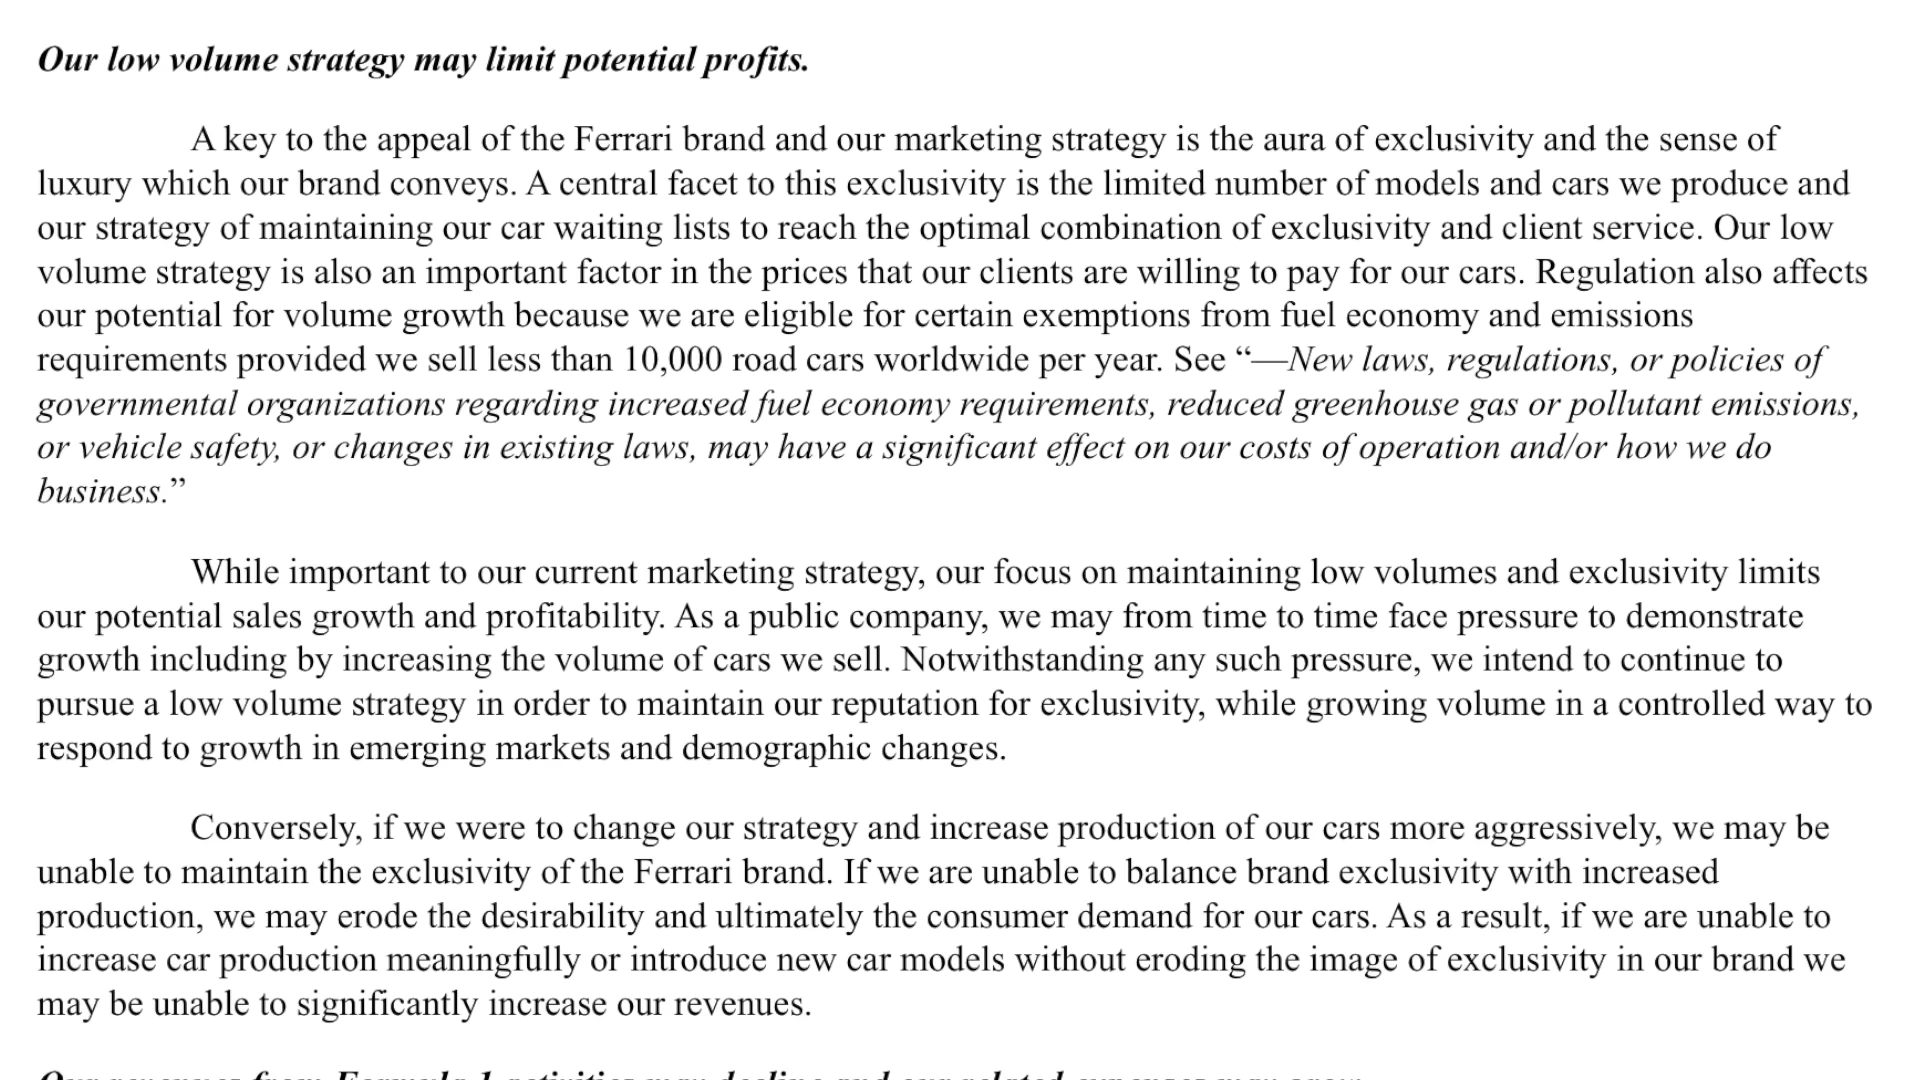 Our low volume strategy may limit potential profits.
A key to the appeal of the Ferrari brand and our marketing strategy is the aura of exclusivity and the sense of
luxury which our brand conveys. A central facet to this exclusivity is the limited number of models and cars we produce and
our strategy of maintaining our car waiting lists to reach the optimal combination of exclusivity and client service. Our low
volume strategy is also an important factor in the prices that our clients are willing to pay for our cars. Regulation also affects
our potential for volume growth because we are eligible for certain exemptions from fuel economy and emissions
requirements provided we sell less than 10,000 road cars worldwide per year. See “—New laws, regulations, or policies of
governmental organizations regarding increased fuel economy requirements, reduced greenhouse gas or pollutant emissions,
or vehicle safety, or changes in existing laws, may have a significant effect on our costs of operation and/or how we do
business.”
While important to our current marketing strategy, our focus on maintaining low volumes and exclusivity limits
our potential sales growth and profitability. As a public company, we may from time to time face pressure to demonstrate
growth including by increasing the volume of cars we sell. Notwithstanding any such pressure, we intend to continue to
pursue a low volume strategy in order to maintain our reputation for exclusivity, while growing volume in a controlled way to
respond to growth in emerging markets and demographic changes.
Conversely, if we were to change our strategy and increase production of our cars more aggressively, we may be
unable to maintain the exclusivity of the Ferrari brand. If we are unable to balance brand exclusivity with increased
production, we may erode the desirability and ultimately the consumer demand for our cars. As a result, if we are unable to
increase car production meaningfully or introduce new car models without eroding the image of exclusivity in our brand we
may be unable to significantly increase our revenues.
Our revenues from Formula 1 activities may decline and our related expenses may grow.